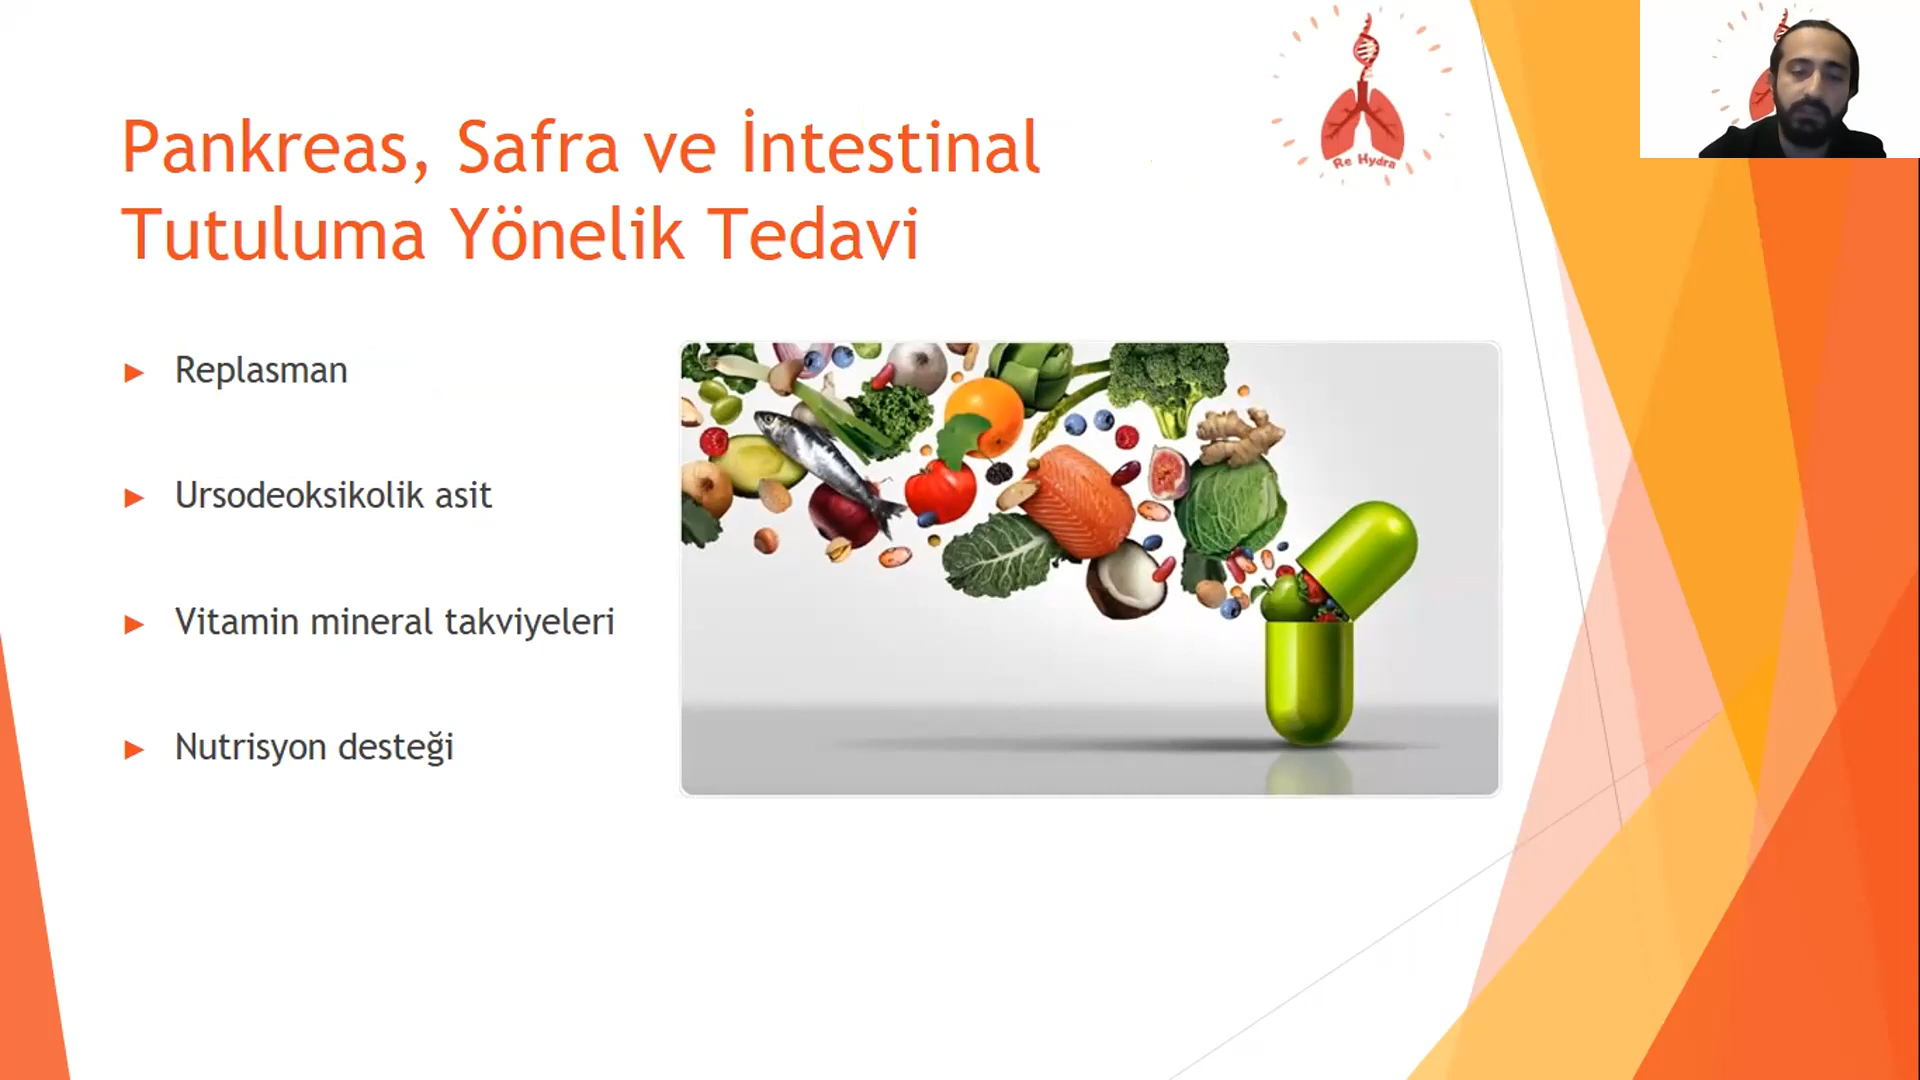 Pankreas, Safra ve İntestinal
Tutuluma Yönelik Tedavi
Re Hydra
Replasman
Ursodeoksikolik asit
Vitamin mineral takviyeleri
Nutrisyon desteği